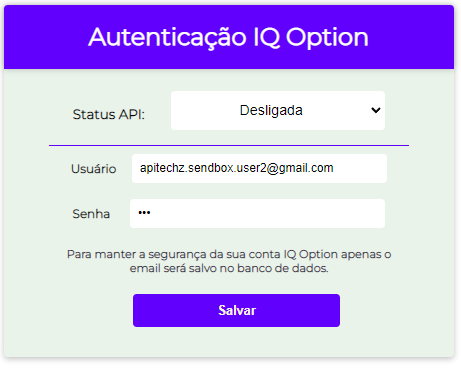 Autenticação IQ Option
Status API: Desligada
Usuário apitechz.sendbox.user2@gmail.com
Senha •••
Para manter a segurança da sua conta IQ Option apenas o
email será salvo no banco de dados.
Salvar